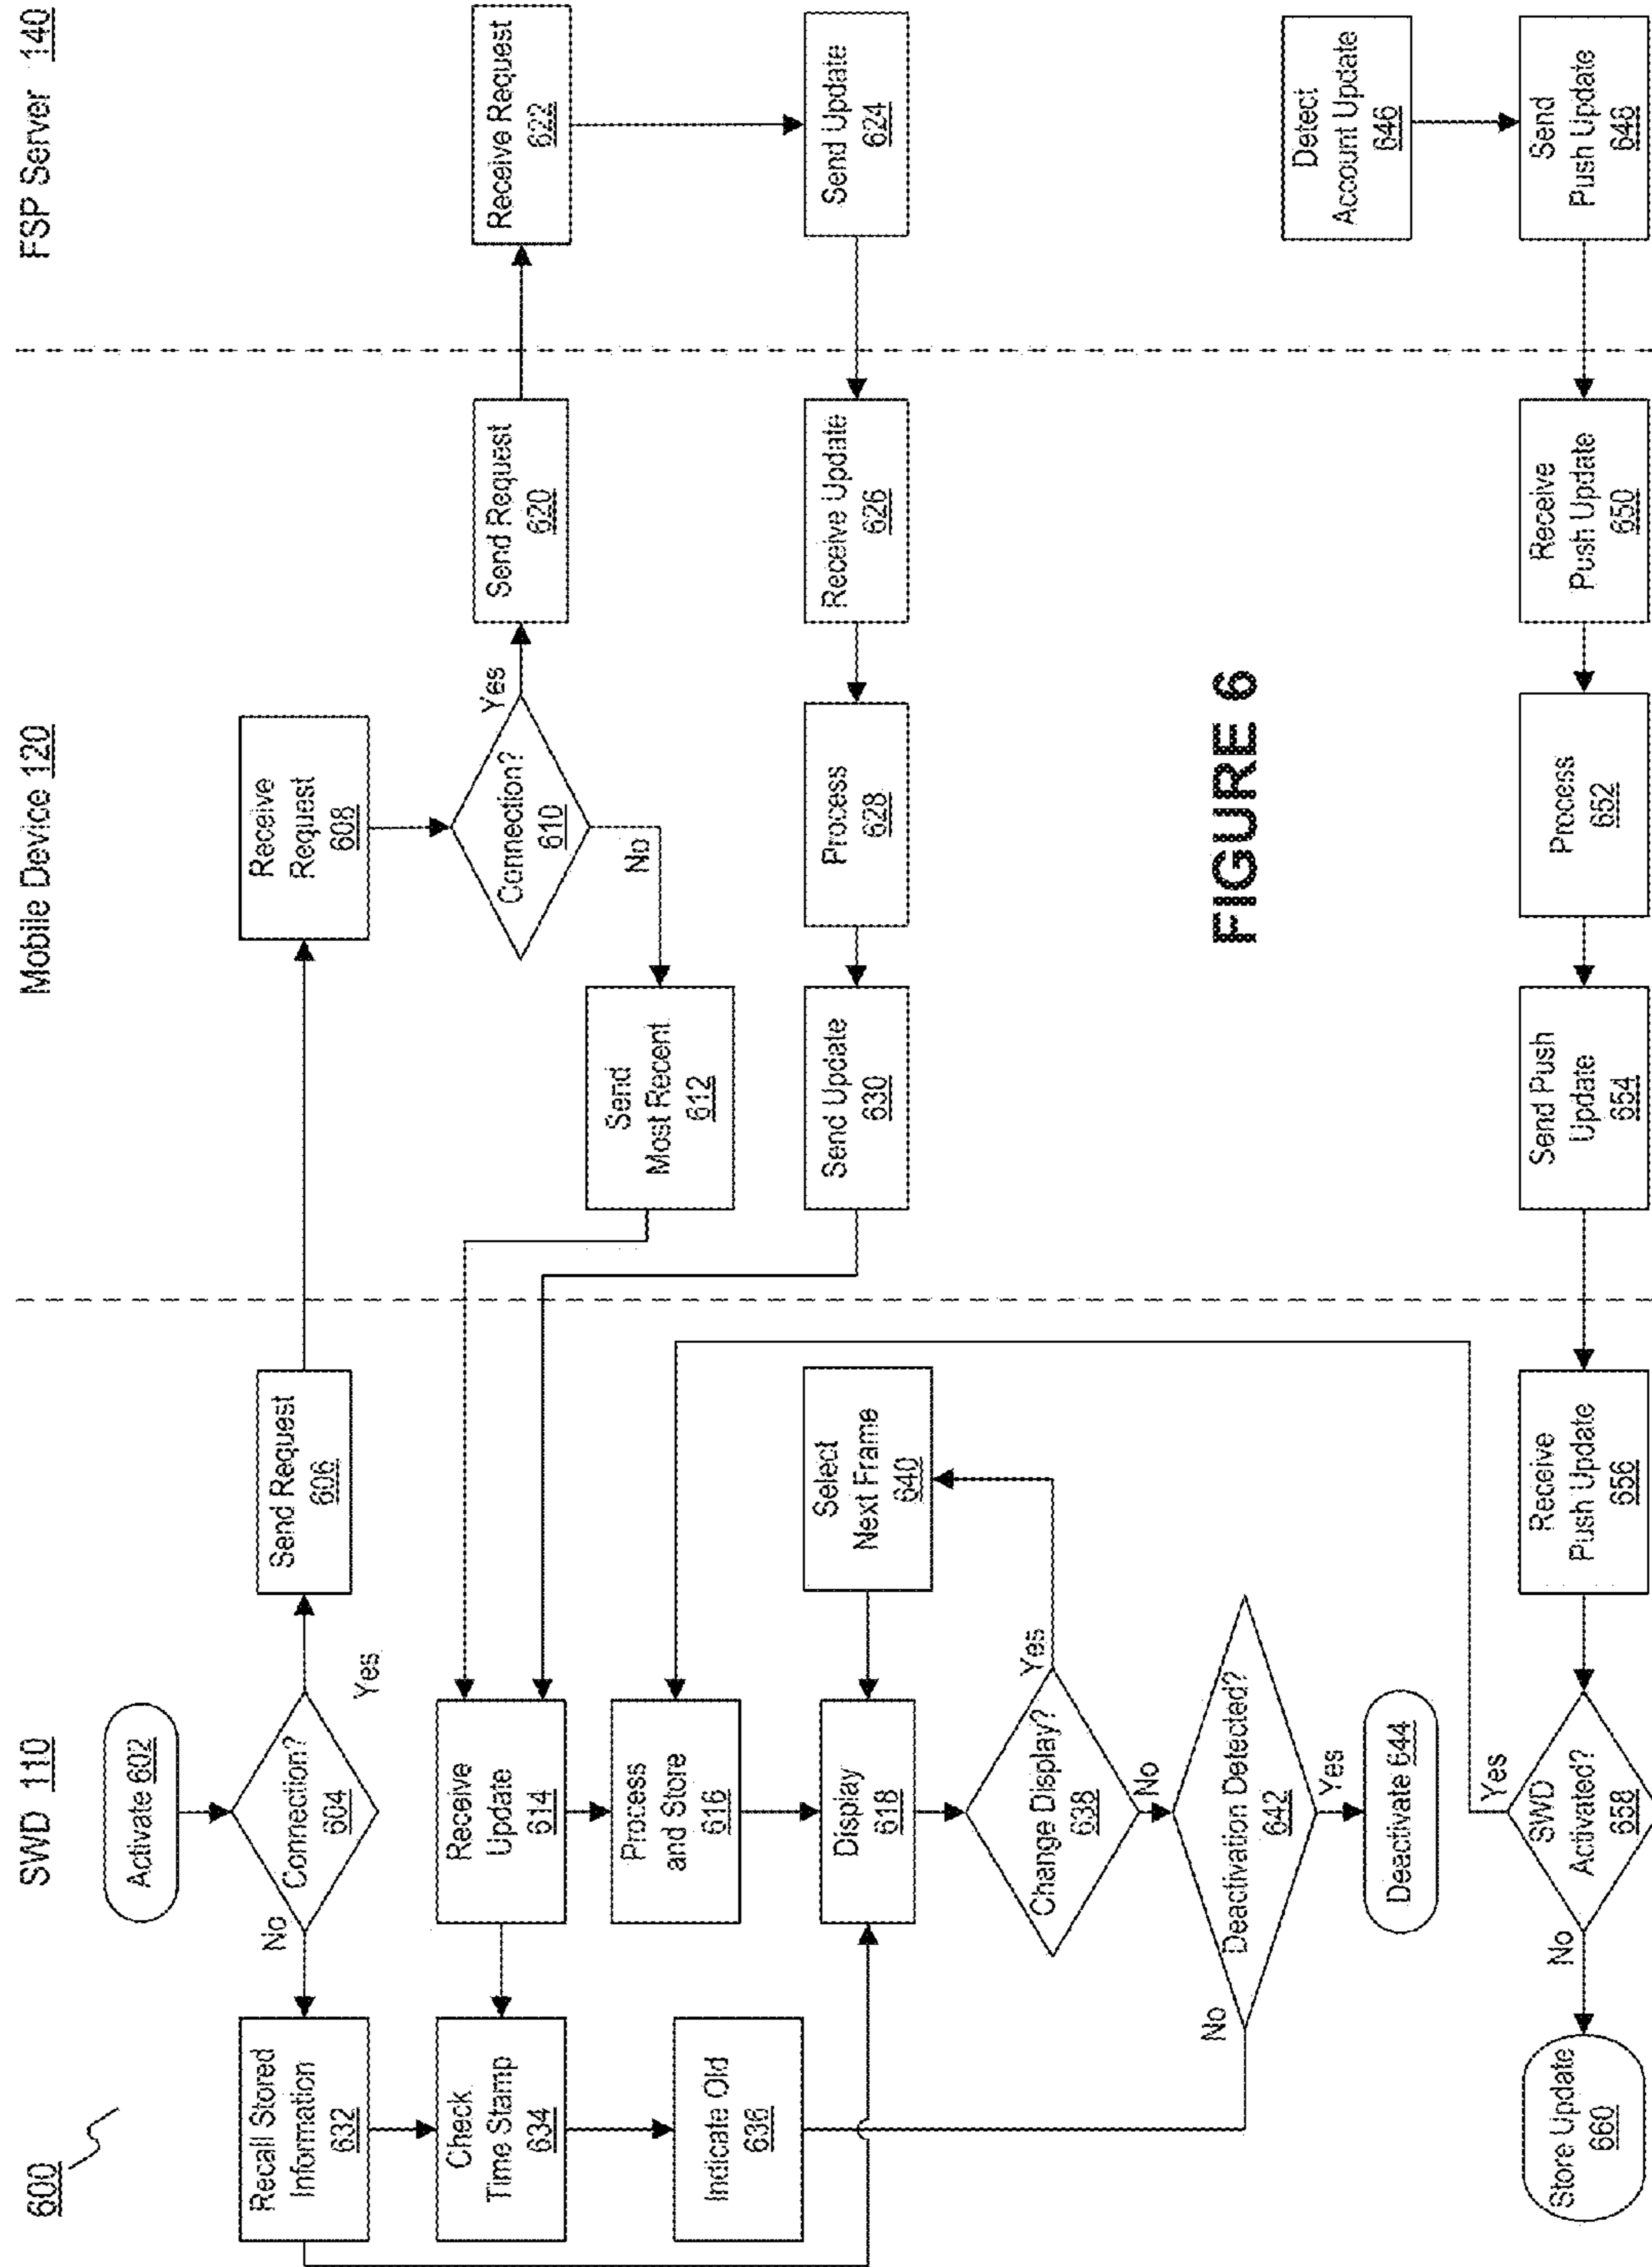 600
SWD 110
Mobile Device 120
FSP Server 140
Activate 602
Connection?
604
No
Yes
Send Request
606
Receive
Request
608
Connection?
610
Yes
No
Send
Most Recent
612
Send Request
620
Receive Request
622
Send Update
624
Receive Update
626
Process
628
Send Update
630
Recall Stored
Information
632
Check
Time Stamp
634
Indicate Old
636
Receive
Update
614
Process
and Store
616
Display
618
Change Display?
638
Yes
No
Select
Next Frame
640
Deactivation Detected?
642
No
Yes
Deactivate 644
Detect
Account Update
646
Send
Push Update
648
Receive
Push Update
650
Process
652
Send Push
Update
654
Receive
Push Update
656
SWD
Activated?
658
Yes
No
Store Update
660
FIGURE 6